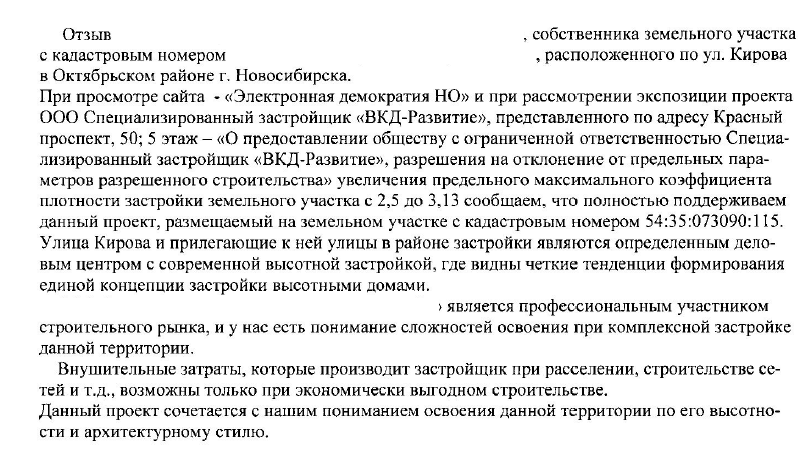 Отзыв , собственника земельного участка
с кадастровым номером , расположенного по ул. Кирова
в Октябрьском районе г. Новосибирска.
При просмотре сайта - «Электронная демократия НО» и при рассмотрении экспозиции проекта
ООО Специализированный застройщик «ВКД-Развитие», представленного по адресу Красный
проспект, 50; 5 этаж – «О предоставлении обществу с ограниченной ответственностью Специа-
лизированный застройщик «ВКД-Развитие», разрешения на отклонение от предельных пара-
метров разрешенного строительства» увеличения предельного максимального коэффициента
плотности застройки земельного участка с 2,5 до 3,13 сообщаем, что полностью поддерживаем
данный проект, размещаемый на земельном участке с кадастровым номером 54:35:073090:115.
Улица Кирова и прилегающие к ней улицы в районе застройки являются определенным дело-
вым центром с современной высотной застройкой, где видны четкие тенденции формирования
единой концепции застройки высотными домами.
является профессиональным участником
строительного рынка, и у нас есть понимание сложностей освоения при комплексной застройке
данной территории.
Внушительные затраты, которые производит застройщик при расселении, строительстве се-
тей и т.д., возможны только при экономически выгодном строительстве.
Данный проект сочетается с нашим пониманием освоения данной территории по его высотно-
сти и архитектурному стилю.